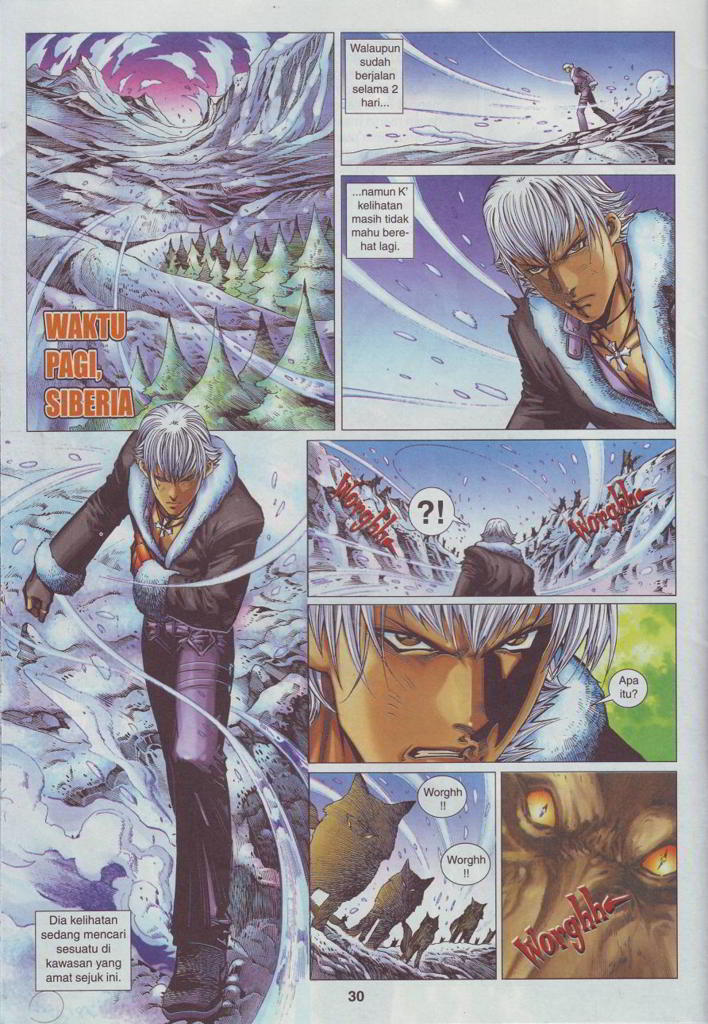 WAKTU
PAGI,
SIBERIA
Walaupun
sudah
berjalan
selama 2
hari...
...namun K'
kelihatan
masih tidak
mahu bere-
hat lagi.
Dia kelihatan
sedang mencari
sesuatu di
kawasan yang
amat sejuk ini.
Worghh
?!
Worghh
Apa
itu?
Worghh
!!
Worghh
!!
Worghh
30